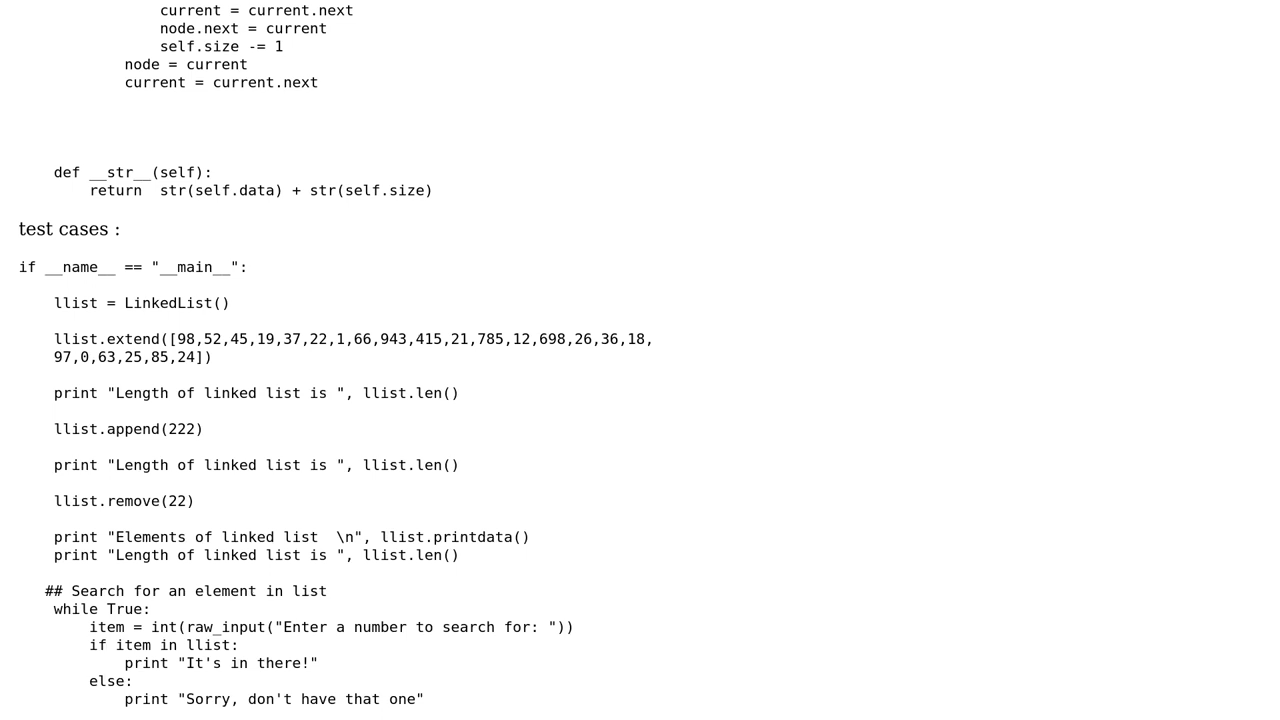 current = current.next
                node.next = current
                self.size -= 1
            node = current
            current = current.next
    def __str__(self):
        return  str(self.data) + str(self.size)
test cases :
if __name__ == "__main__":
    llist = LinkedList()
    llist.extend([98,52,45,19,37,22,1,66,943,415,21,785,12,698,26,36,18,
    97,0,63,25,85,24])
    print "Length of linked list is ", llist.len()
    llist.append(222)
    print "Length of linked list is ", llist.len()
    llist.remove(22)
    print "Elements of linked list  \n", llist.printdata()
    print "Length of linked list is ", llist.len()
   ## Search for an element in list
    while True:
        item = int(raw_input("Enter a number to search for: "))
        if item in llist:
            print "It's in there!"
        else:
            print "Sorry, don't have that one"